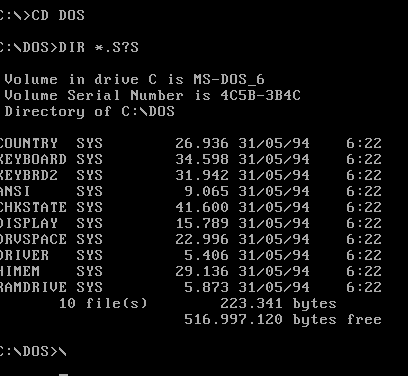 C:\>CD DOS
C:\DOS>DIR *.S?S
Volume in drive C is MS-DOS_6
Volume Serial Number is 4C5B-3B4C
Directory of C:\DOS
COUNTRY SYS 26.936 31/05/94 6:22
KEYBOARD SYS 34.598 31/05/94 6:22
KEYBRD2 SYS 31.942 31/05/94 6:22
ANSI SYS 9.065 31/05/94 6:22
CHKSTATE SYS 41.600 31/05/94 6:22
DISPLAY SYS 15.789 31/05/94 6:22
DRVSPACE SYS 22.996 31/05/94 6:22
DRIVER SYS 5.406 31/05/94 6:22
HIMEM SYS 29.136 31/05/94 6:22
RAMDRIVE SYS 5.873 31/05/94 6:22
10 file(s) 223.341 bytes
516.997.120 bytes free
C:\DOS>\